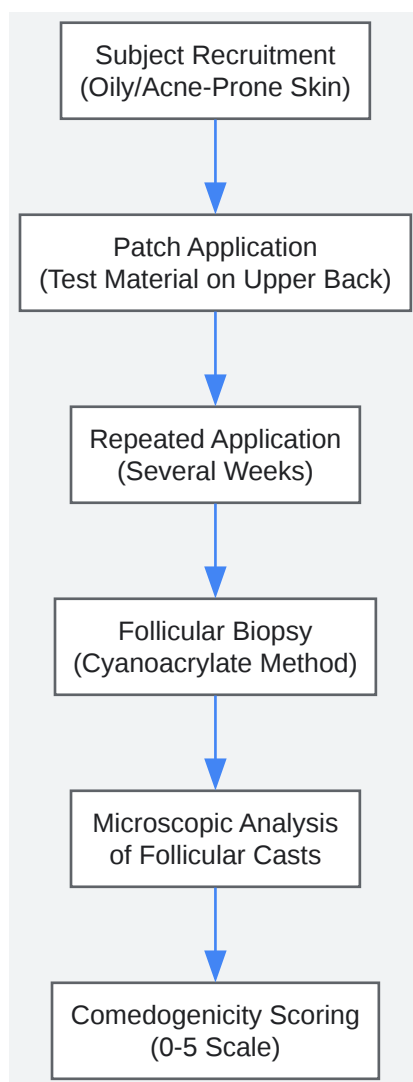 Subject Recruitment
(Oily/Acne-Prone Skin)
Patch Application
(Test Material on Upper Back)
Repeated Application
(Several Weeks)
Follicular Biopsy
(Cyanoacrylate Method)
Microscopic Analysis
of Follicular Casts
Comedogenicity Scoring
(0-5 Scale)